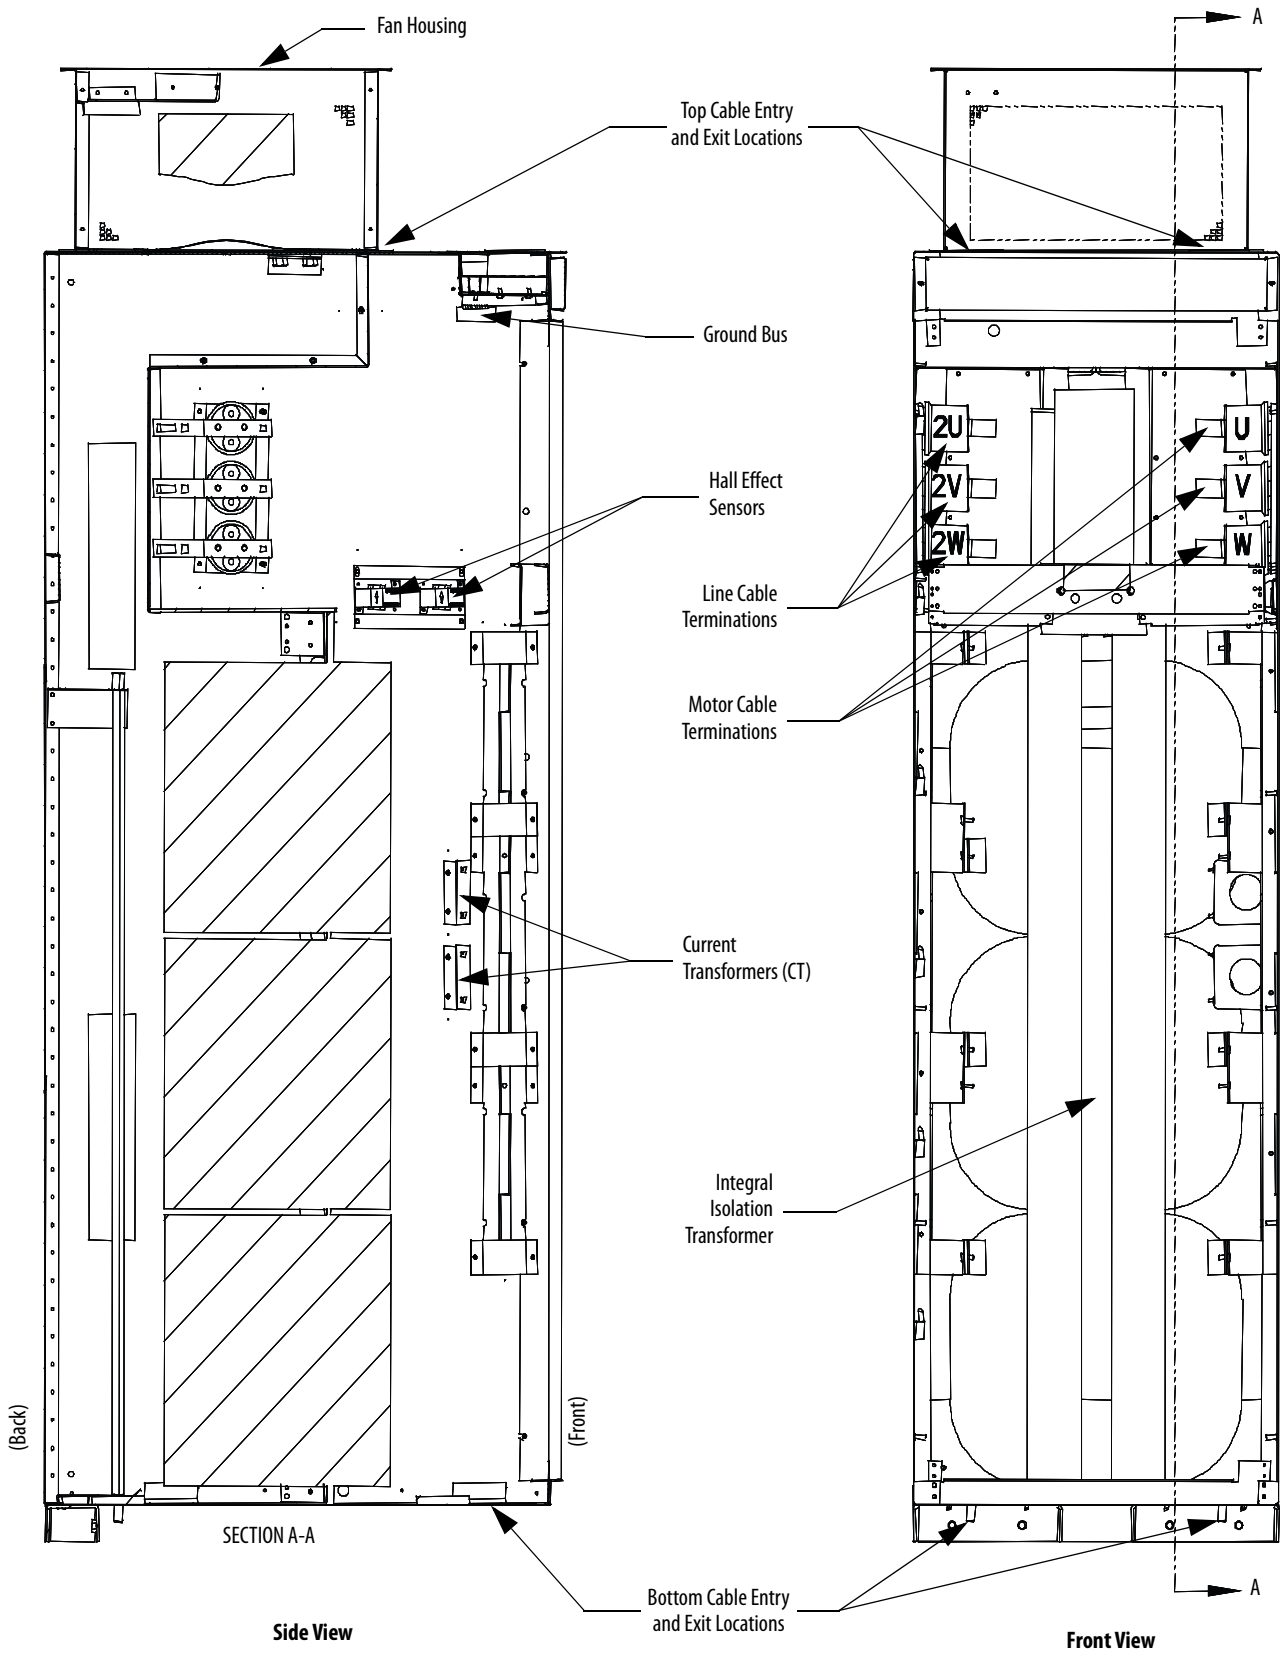 Fan Housing
A
Top Cable Entry
and Exit Locations
Ground Bus
2U
U
Hall Effect
Sensors
2V
V
2W
W
Line Cable
Terminations
Motor Cable
Terminations
Current
Transformers (CT)
Integral
Isolation
Transformer
(Back)
(Front)
SECTION A-A
A
Bottom Cable Entry
and Exit Locations
Side View
Front View